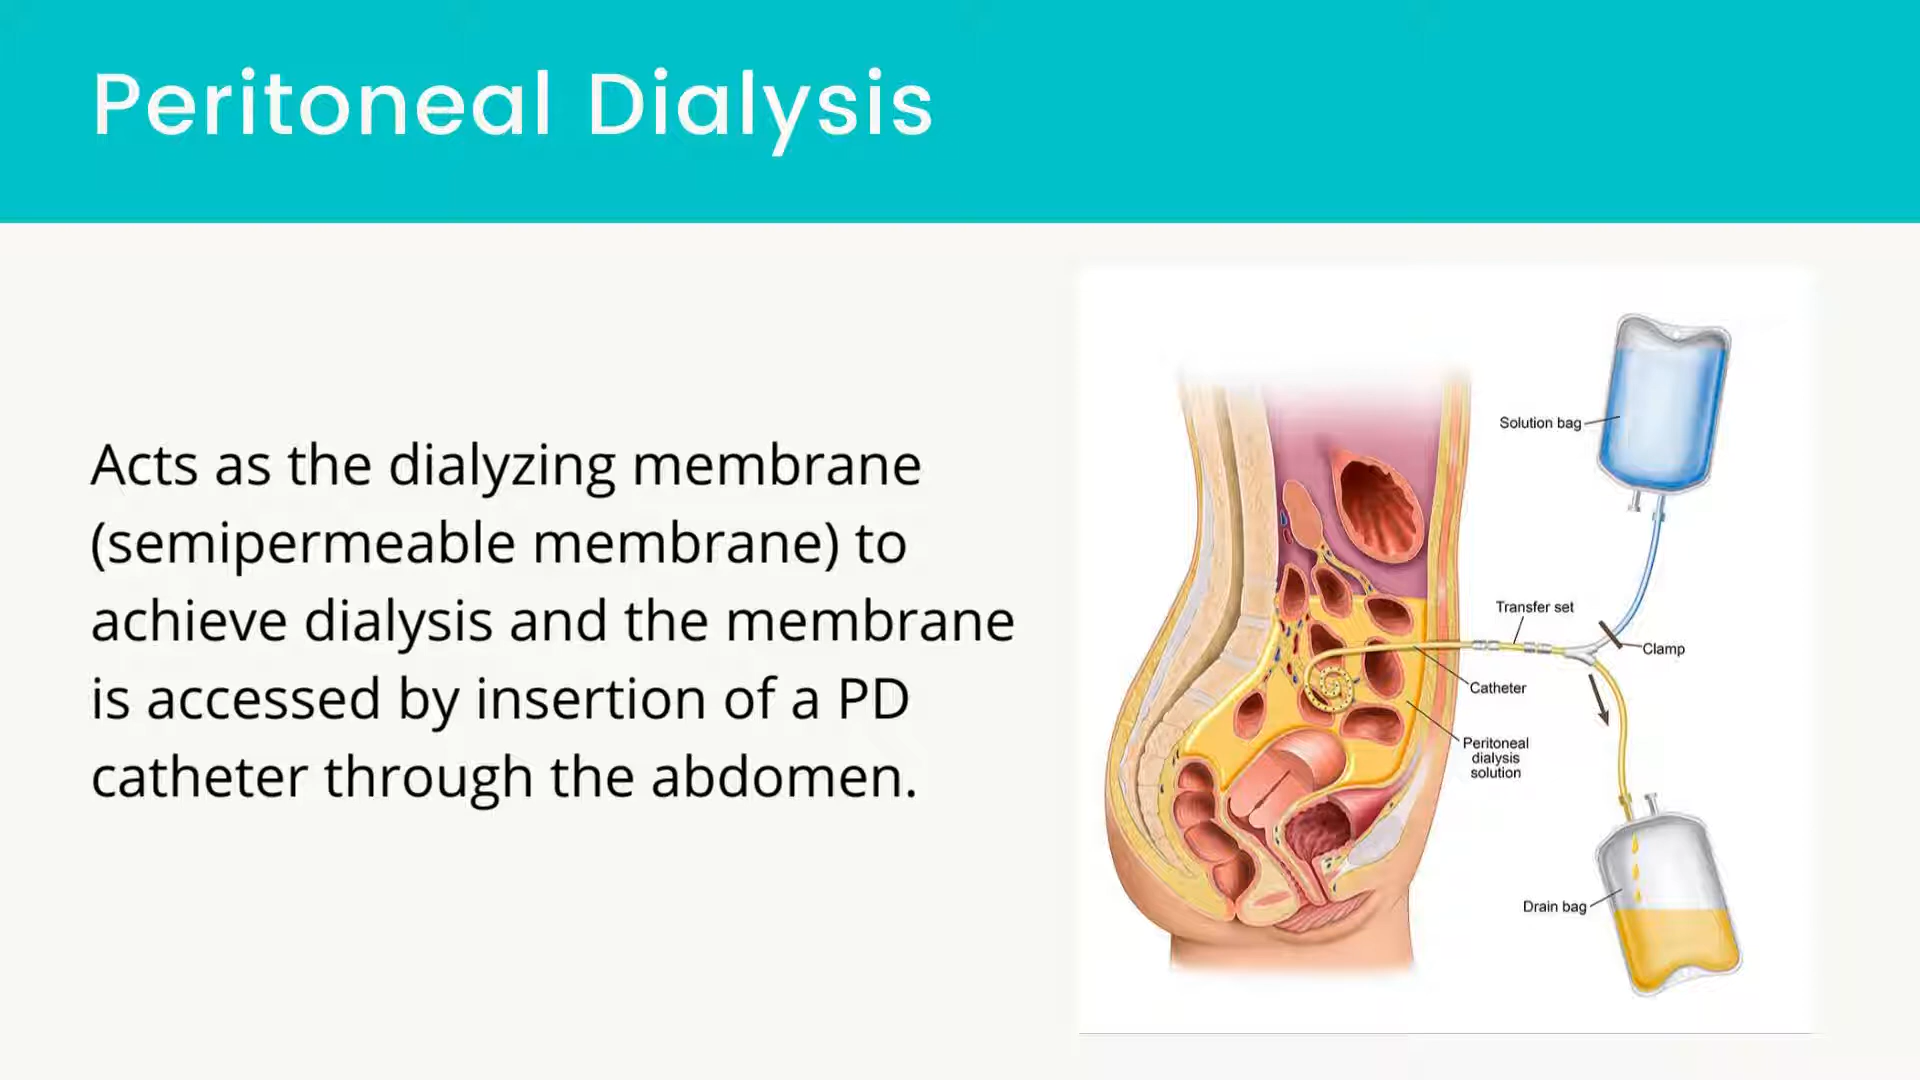 Peritoneal Dialysis
Acts as the dialyzing membrane
(semipermeable membrane) to
achieve dialysis and the membrane
is accessed by insertion of a PD
catheter through the abdomen.
Solution bag
Transfer set
Clamp
Catheter
Peritoneal
dialysis
solution
Drain bag